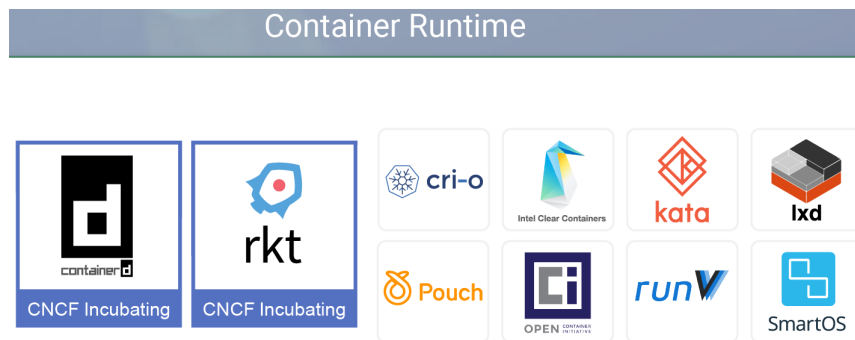 Container Runtime
d
containerd
CNCF Incubating
rkt
CNCF Incubating
cri-o
Intel Clear Containers
kata
lxd
Pouch
Ci
OPEN CONTAINER
INITIATIVE
runV
SmartOS